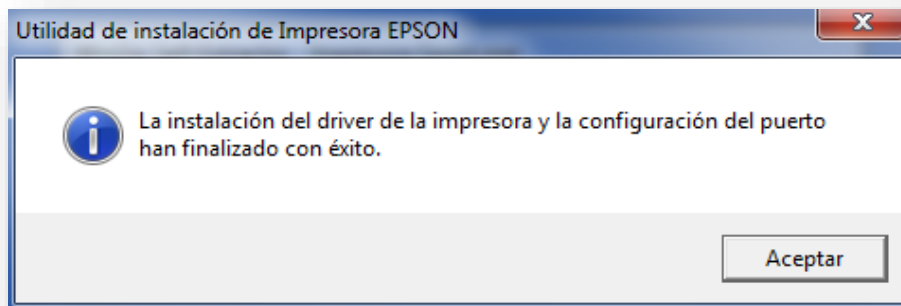 Utilidad de instalación de Impresora EPSON
La instalación del driver de la impresora y la configuración del puerto
han finalizado con éxito.
Aceptar